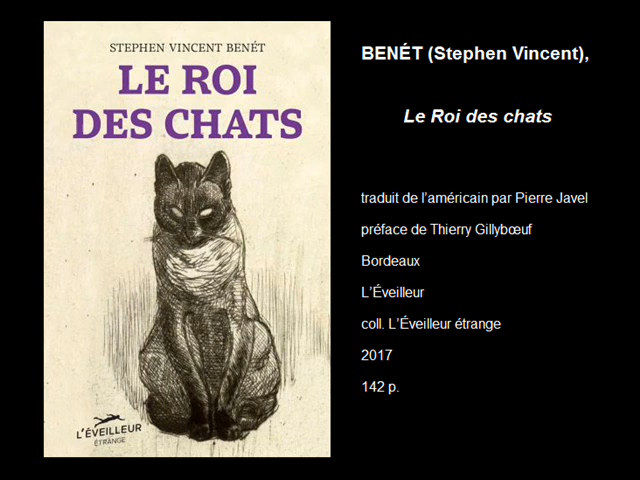 STEPHEN VINCENT BENÉT
LE ROI
DES CHATS
L'ÉVEILLEUR
ÉTRANGE
BENÉT (Stephen Vincent),
Le Roi des chats
traduit de l’américain par Pierre Javel
préface de Thierry Gillybœuf
Bordeaux
L’Éveilleur
coll. L’Éveilleur étrange
2017
142 p.